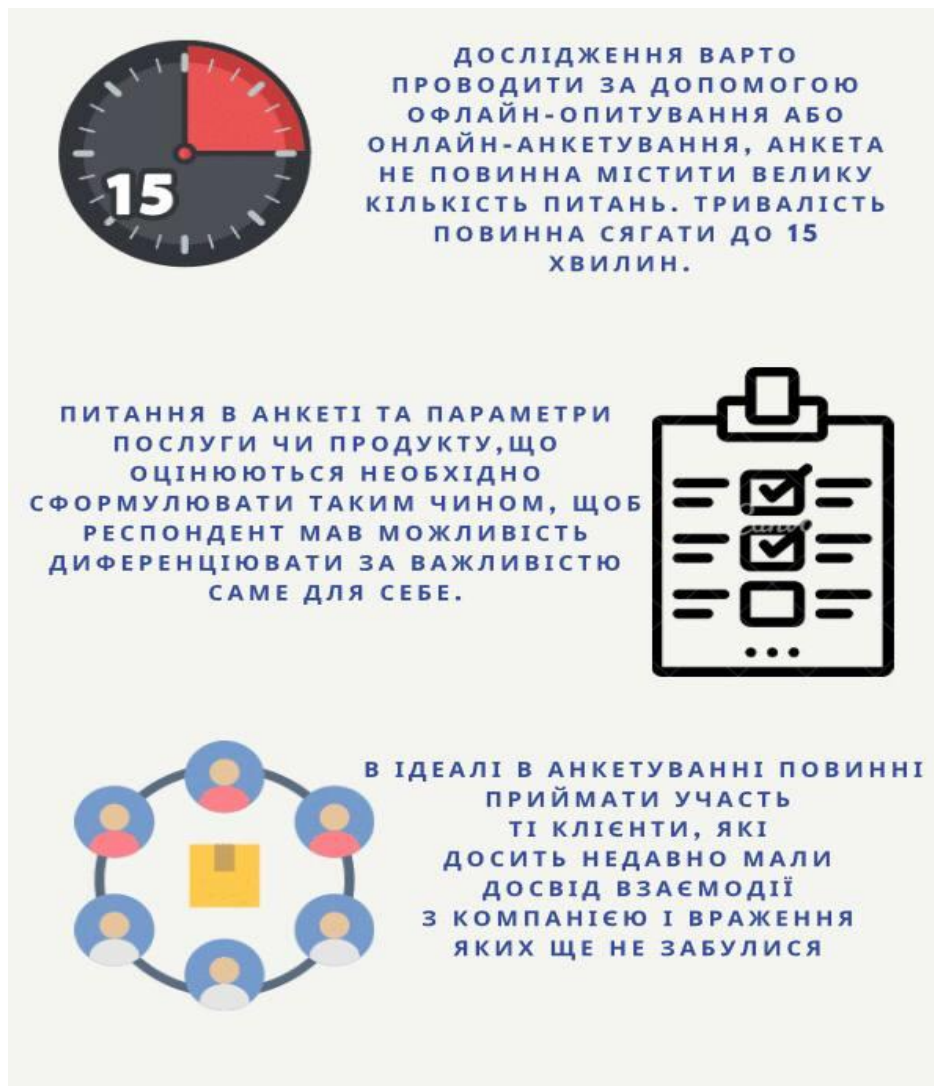 15
ДОСЛІДЖЕННЯ ВАРТО
ПРОВОДИТИ ЗА ДОПОМОГОЮ
ОФЛАЙН-ОПИТУВАННЯ АБО
ОНЛАЙН-АНКЕТУВАННЯ, АНКЕТА
НЕ ПОВИННА МІСТИТИ ВЕЛИКУ
КІЛЬКІСТЬ ПИТАНЬ. ТРИВАЛІСТЬ
ПОВИННА СЯГАТИ ДО 15
ХВИЛИН.
ПИТАННЯ В АНКЕТІ ТА ПАРАМЕТРИ
ПОСЛУГИ ЧИ ПРОДУКТУ,ЩО
ОЦІНЮЮТЬСЯ НЕОБХІДНО
СФОРМУЛЮВАТИ ТАКИМ ЧИНОМ, ЩОБ
РЕСПОНДЕНТ МАВ МОЖЛИВІСТЬ
ДИФЕРЕНЦІЮВАТИ ЗА ВАЖЛИВІСТЮ
САМЕ ДЛЯ СЕБЕ.
Canva
В ІДЕАЛІ В АНКЕТУВАННІ ПОВИННІ
ПРИЙМАТИ УЧАСТЬ
ТІ КЛІЄНТИ, ЯКІ
ДОСИТЬ НЕДАВНО МАЛИ
ДОСВІД ВЗАЄМОДІЇ
З КОМПАНІЄЮ І ВРАЖЕННЯ
ЯКИХ ЩЕ НЕ ЗАБУЛИСЯ